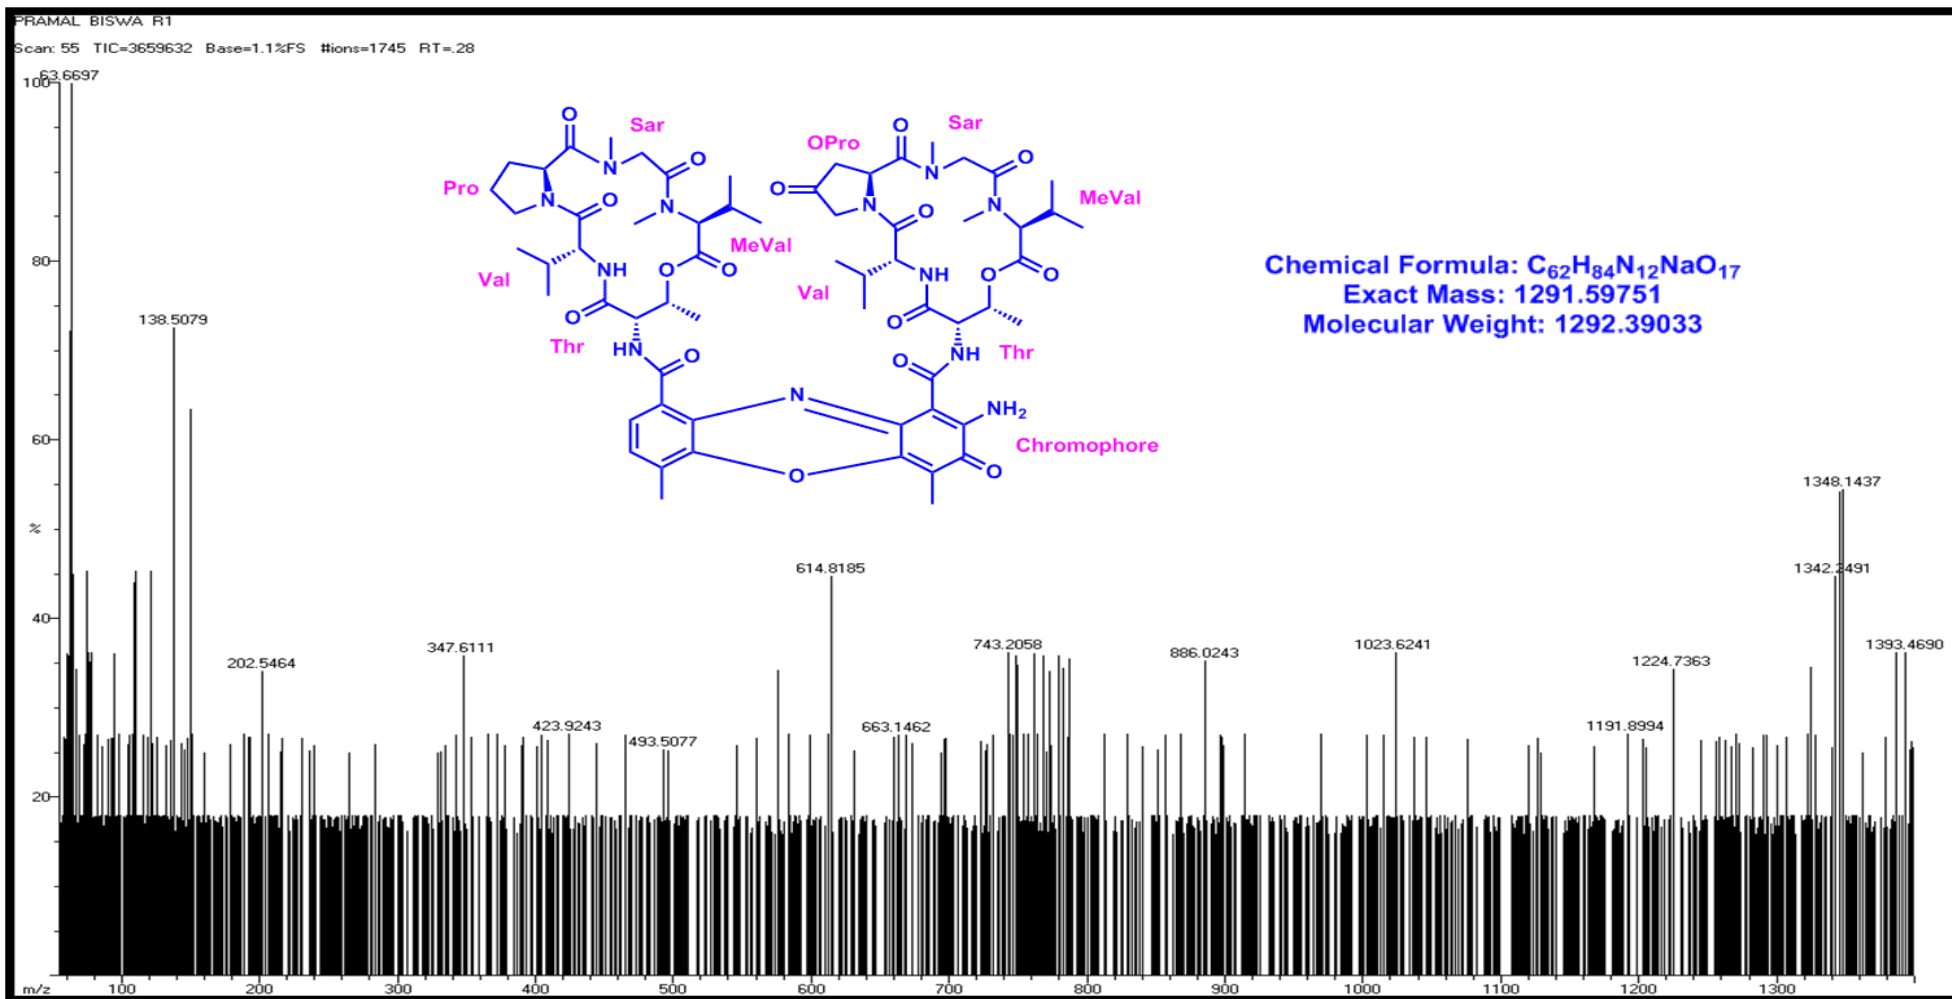 PRAMAL BISWA R1
Scan: 55 TIC=3659632 Base=1.1%FS #ions=1745 RT=.28
63.6697
100
80
60
40
20
%
138.5079
202.5464
347.6111
423.9243
493.5077
614.8185
663.1462
743.2058
886.0243
1023.6241
1191.8994
1224.7363
1342.2491
1348.1437
1393.4690
O
Sar
N
O
Pro
N
O
N
MeVal
Val
NH
O
O
O
Thr
HN
O
O
Sar
OPro
N
O
O
N
O
N
MeVal
Val
NH
O
O
O
Thr
NH
O
N
NH2
Chromophore
O
O
Chemical Formula: C62H84N12NaO17
Exact Mass: 1291.59751
Molecular Weight: 1292.39033
m/z 100 200 300 400 500 600 700 800 900 1000 1100 1200 1300